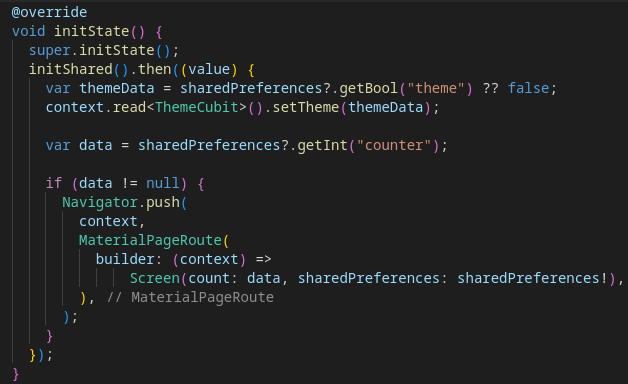 @override
void initState() {
  super.initState();
  initShared().then((value) {
    var themeData = sharedPreferences?.getBool("theme") ?? false;
    context.read<ThemeCubit>().setTheme(themeData);

    var data = sharedPreferences?.getInt("counter");

    if (data != null) {
      Navigator.push(
        context,
        MaterialPageRoute(
          builder: (context) =>
              Screen(count: data, sharedPreferences: sharedPreferences!),
        ), // MaterialPageRoute
      );
    }
  });
}